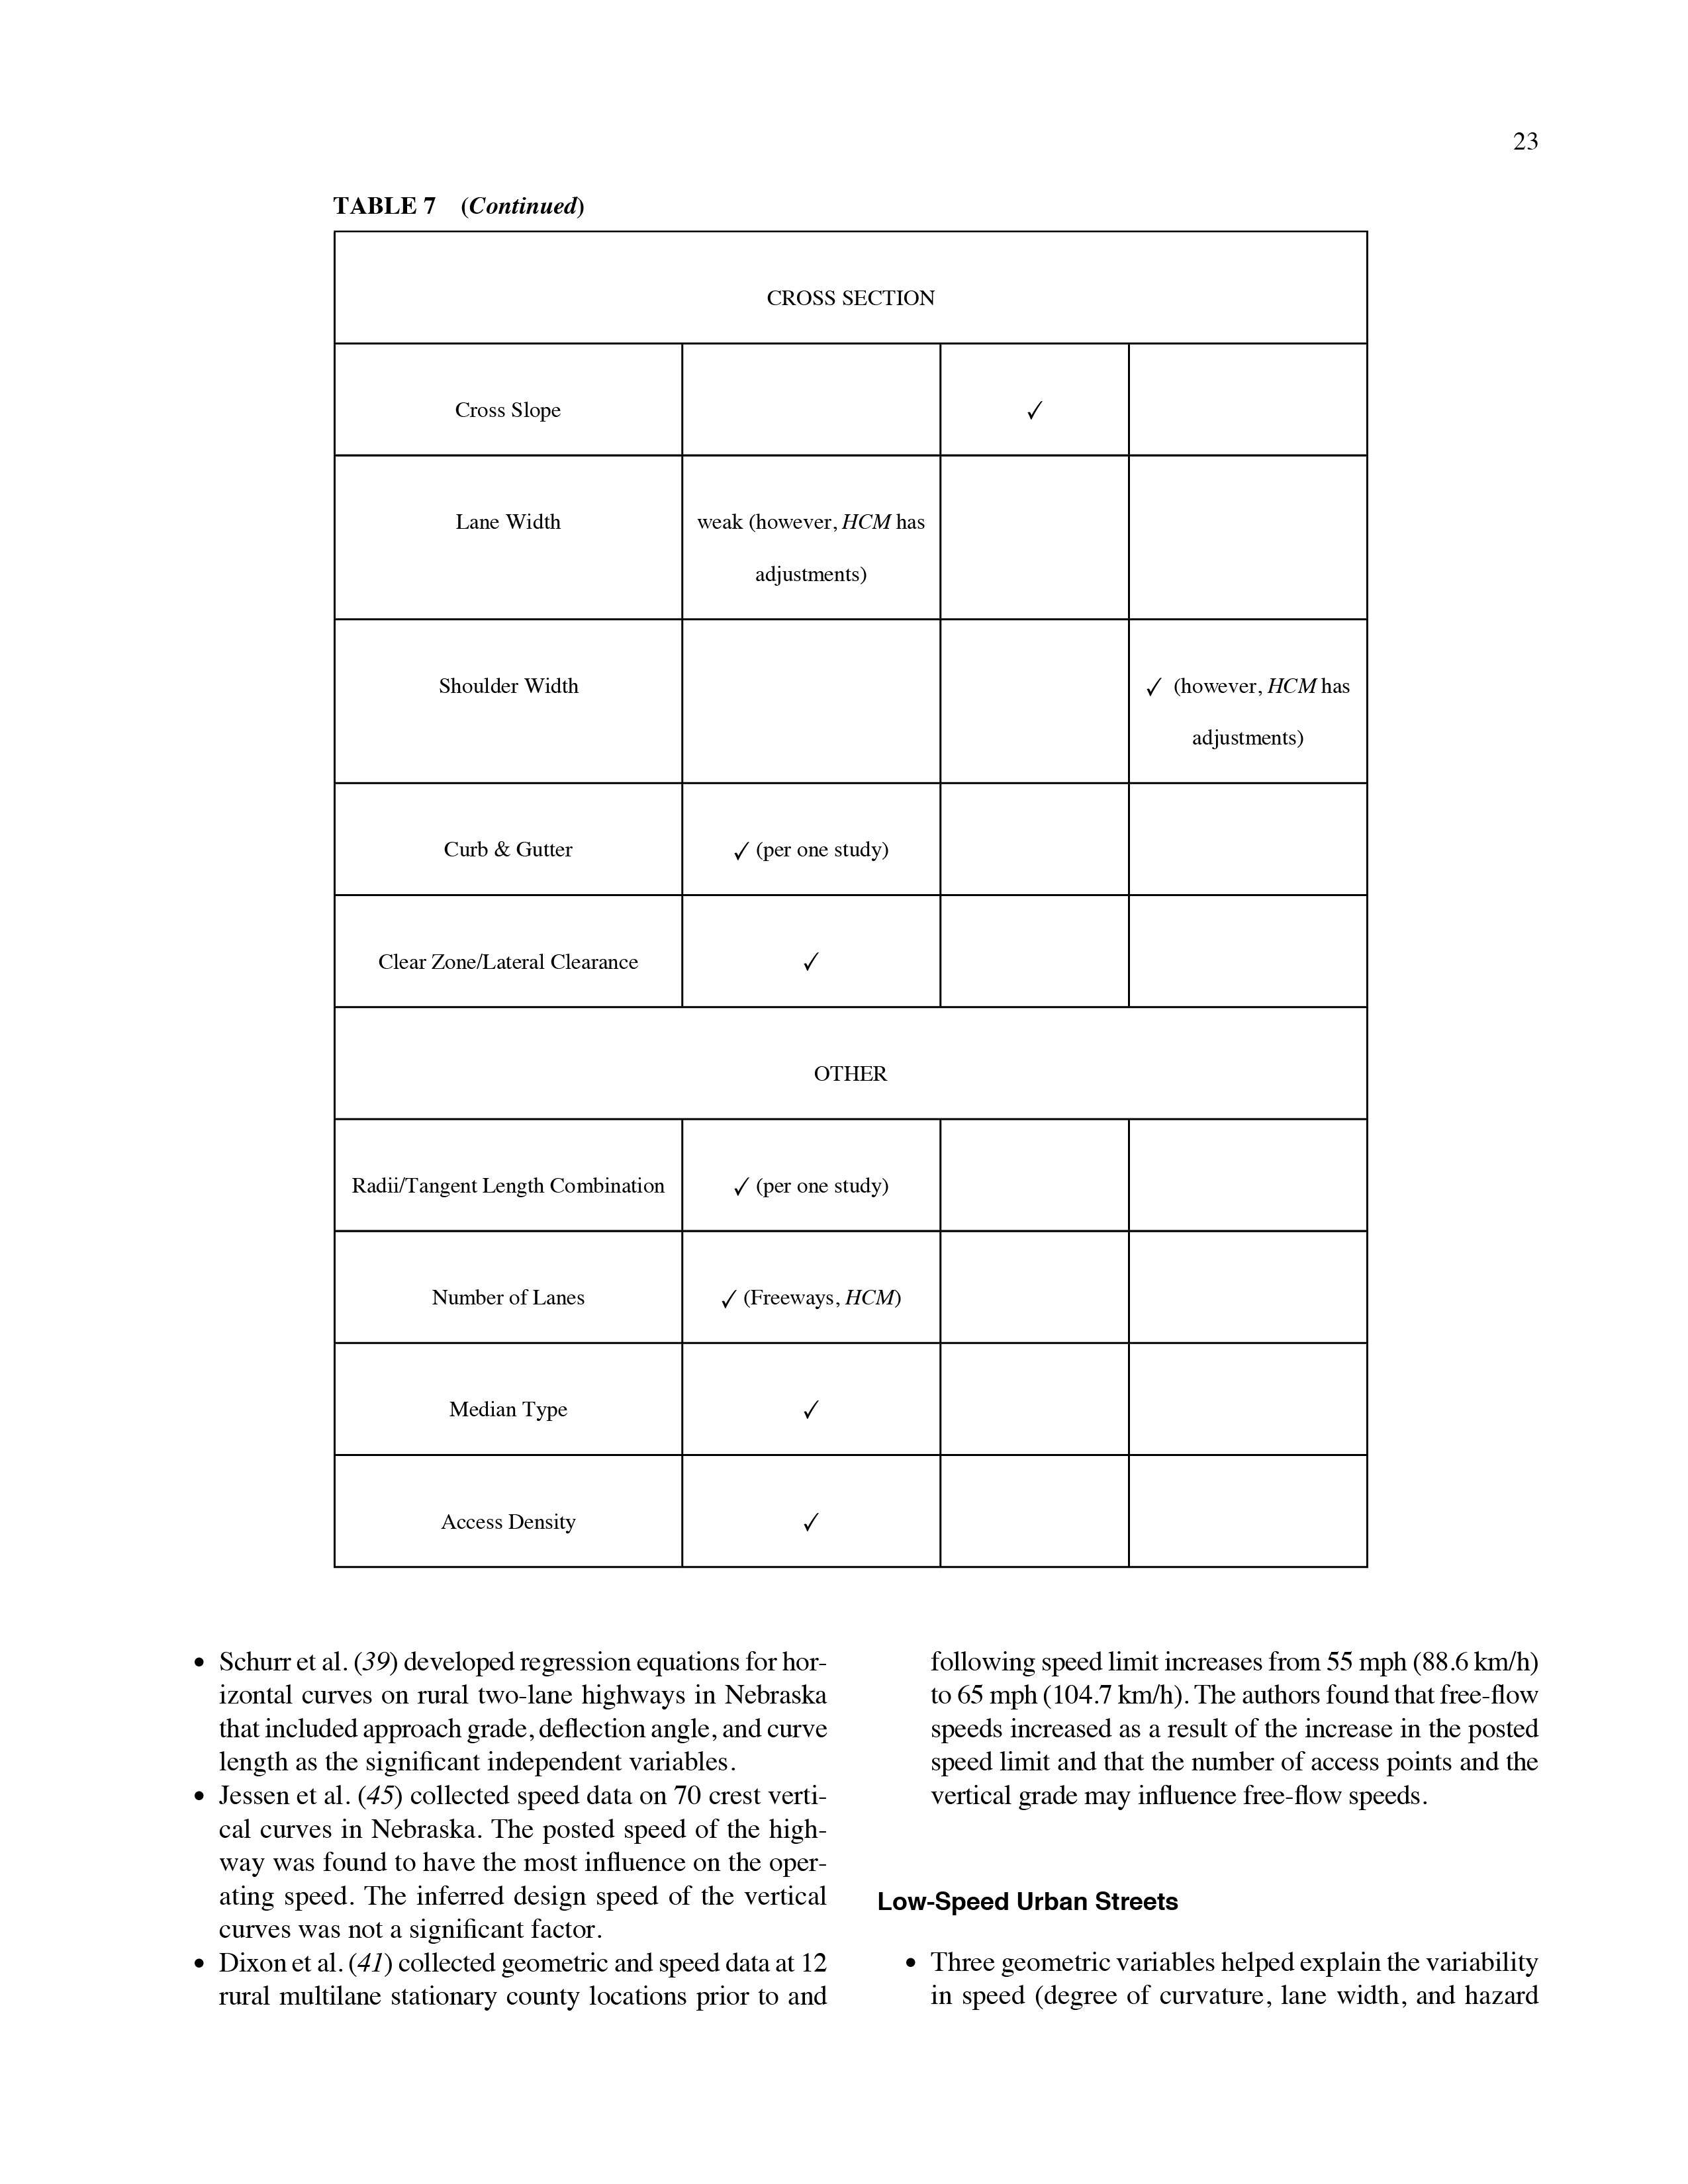 23
TABLE 7 (Continued)
CROSS SECTION
Cross Slope ✓
Lane Width weak (however, HCM has
adjustments)
Shoulder Width ✓ (however, HCM has
adjustments)
Curb & Gutter ✓ (per one study)
Clear Zone/Lateral Clearance ✓
OTHER
Radii/Tangent Length Combination ✓ (per one study)
Number of Lanes ✓ (Freeways, HCM)
Median Type ✓
Access Density ✓
• Schurr et al. (39) developed regression equations for hor-
izontal curves on rural two-lane highways in Nebraska
that included approach grade, deflection angle, and curve
length as the significant independent variables.
• Jessen et al. (45) collected speed data on 70 crest verti-
cal curves in Nebraska. The posted speed of the high-
way was found to have the most influence on the oper-
ating speed. The inferred design speed of the vertical
curves was not a significant factor.
• Dixon et al. (41) collected geometric and speed data at 12
rural multilane stationary county locations prior to and
following speed limit increases from 55 mph (88.6 km/h)
to 65 mph (104.7 km/h). The authors found that free-flow
speeds increased as a result of the increase in the posted
speed limit and that the number of access points and the
vertical grade may influence free-flow speeds.
Low-Speed Urban Streets
• Three geometric variables helped explain the variability
in speed (degree of curvature, lane width, and hazard